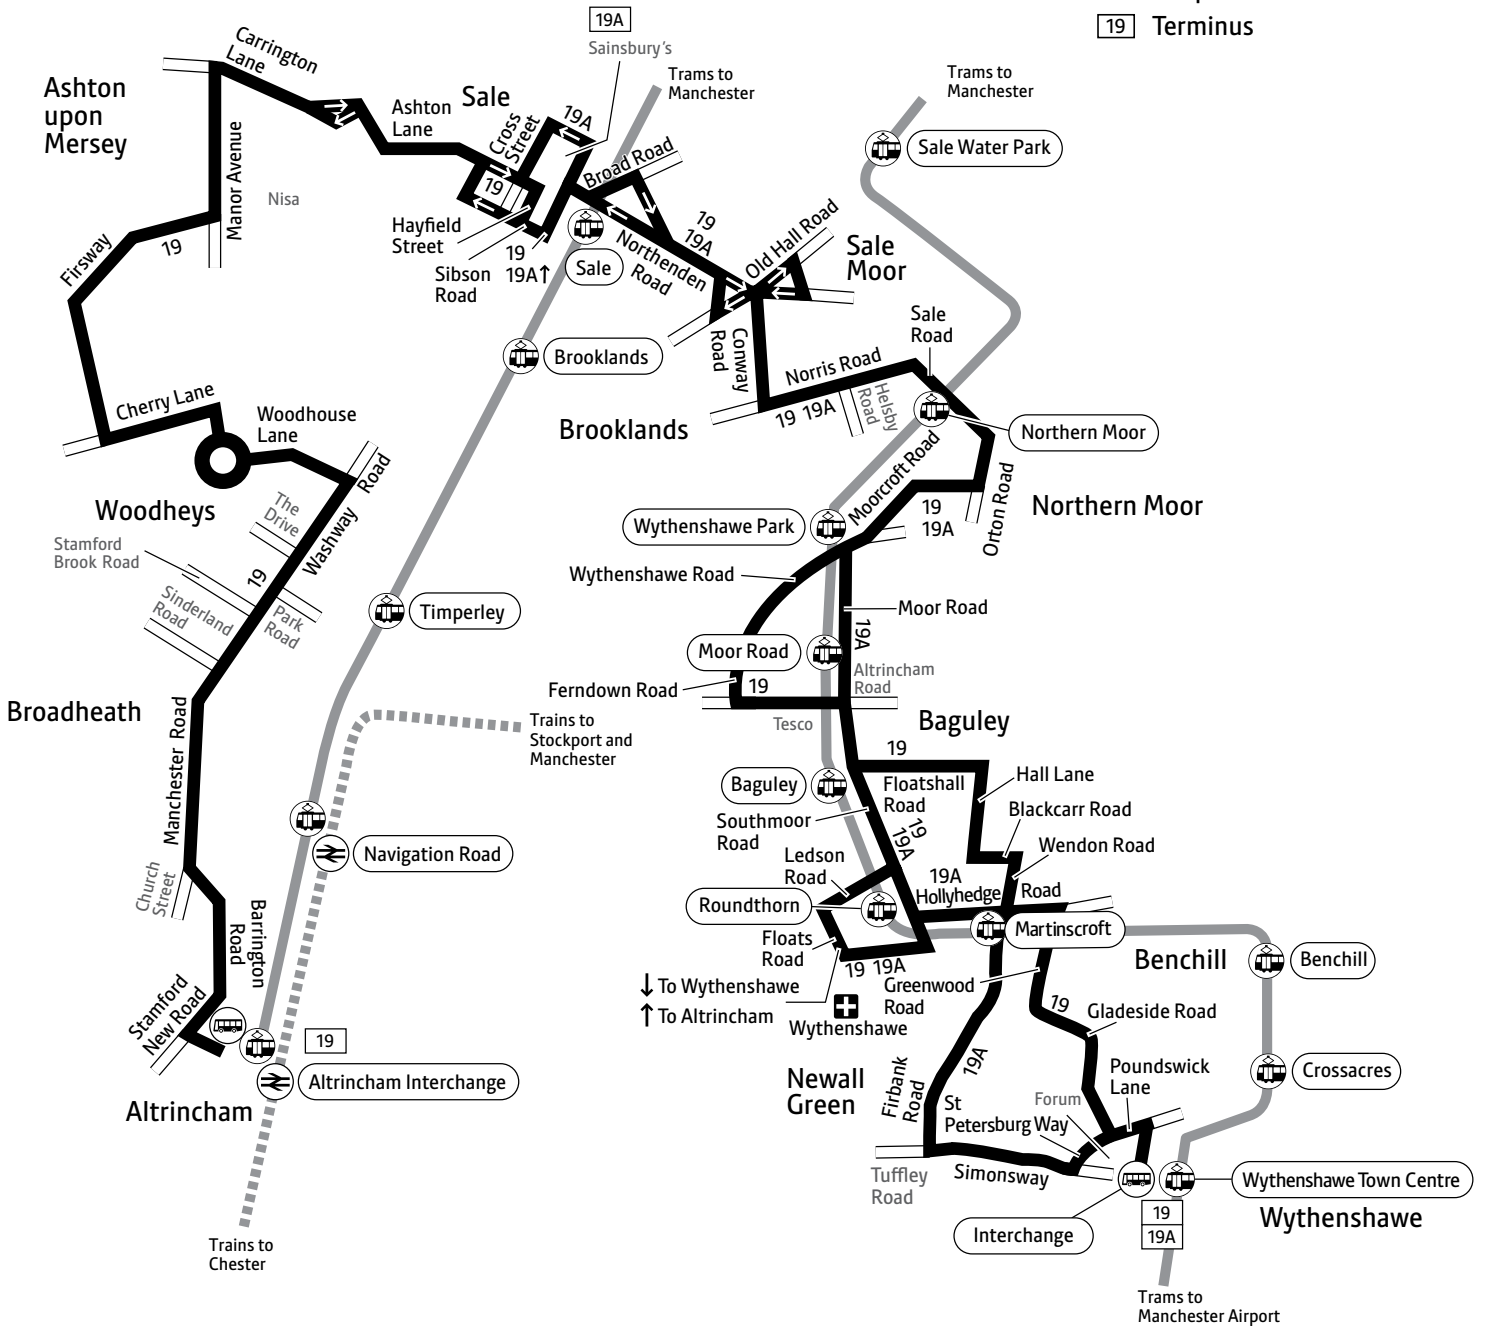 19 Terminus
19A
Sainsbury's
Trams to
Manchester
Trams to
Manchester
Carrington
Lane
Ashton
upon
Mersey
Sale
Ashton
Lane
Cross
Street
19A
Broad Road
Sale Water Park
Manor Avenue
Nisa
19
Hayfield
Street
19
19A
Old Hall Road
Sale
Moor
Firsway
19
Sibson
Road
19
19A↑
Sale
Northenden
Road
Sale
Road
Brooklands
Conway
Road
Norris Road
19 19A
Helsby
Road
Cherry Lane
Woodhouse
Lane
Brooklands
Northern Moor
Moorcroft Road
Woodheys
The
Drive
Washway Road
Stamford
Brook Road
19
Sinderland
Road
Park
Road
Wythenshawe Park
19
19A
Orton Road
Northern Moor
Wythenshawe Road
Moor Road
Timperley
Moor Road
19A
Altrincham
Road
Ferndown Road
19
Tesco
Broadheath
Manchester Road
Trains to
Stockport and
Manchester
Baguley
19
Floatshall
Road
Hall Lane
Baguley
Blackcarr Road
Southmoor
Road
19
19A
Wendon Road
Navigation Road
Ledson
Road
19A
Hollyhedge Road
Church
Street
Roundthorn
Martinscroft
Barrington
Road
Floats
Road
19 19A
Benchill
Benchill
↓ To Wythenshawe
↑ To Altrincham
Greenwood
Road
Wythenshawe
19
Gladeside Road
Stamford
New Road
19
Altrincham Interchange
Altrincham
Newall
Green
Firbank
Road
19A
Poundswick
Lane
Crossacres
Forum
St
Petersburg Way
Tuffley
Road
Simonsway
Wythenshawe Town Centre
Wythenshawe
Interchange
19
19A
Trains to
Chester
Trams to
Manchester Airport